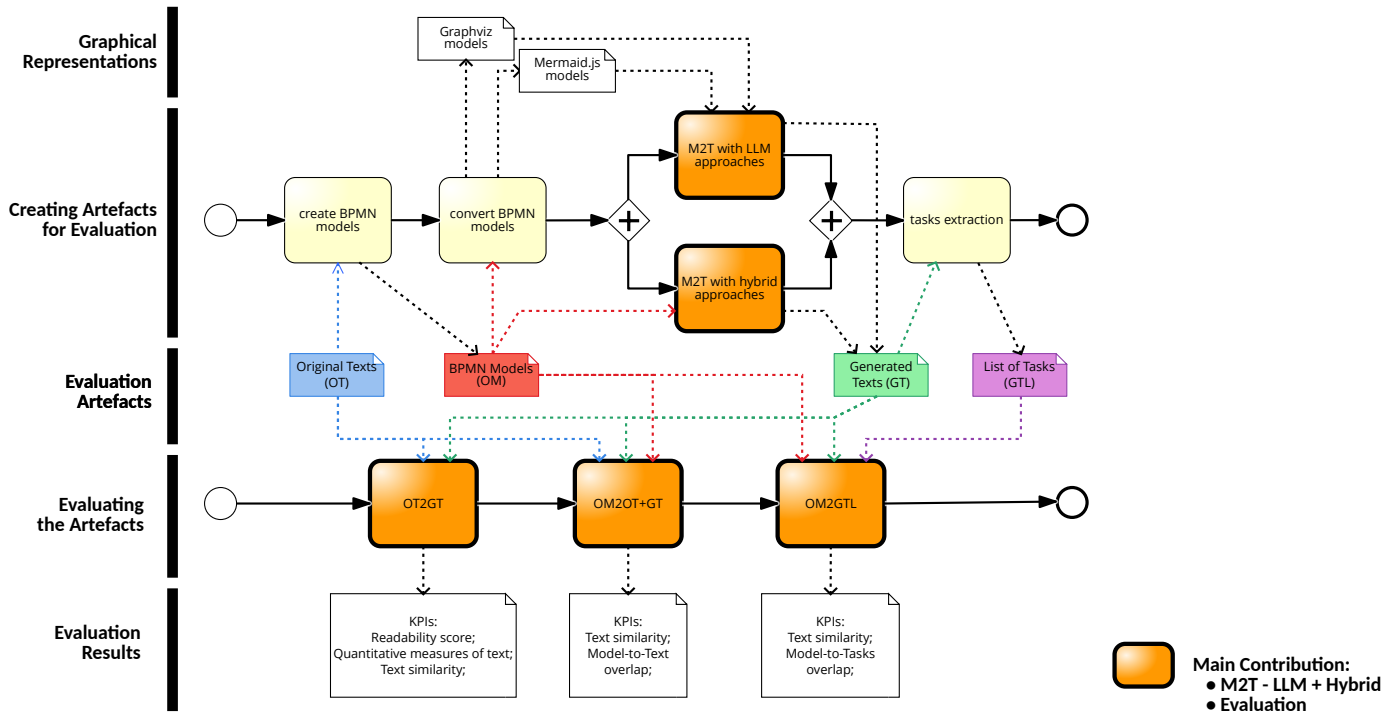 Graphical
Representations
Graphviz
models
Mermaid.js
models
Creating Artefacts
for Evaluation
create BPMN
models
convert BPMN
models
M2T with LLM
approaches
M2T with hybrid
approaches
tasks extraction
Evaluation
Artefacts
Original Texts
(OT)
BPMN Models
(OM)
Generated
Texts (GT)
List of Tasks
(GTL)
Evaluating
the Artefacts
OT2GT
OM2OT+GT
OM2GTL
Evaluation
Results
KPIs:
Readability score;
Quantitative measures of text;
Text similarity;
KPIs:
Text similarity;
Model-to-Text
overlap;
KPIs:
Text similarity;
Model-to-Tasks
overlap;
Main Contribution:
● M2T - LLM + Hybrid
● Evaluation